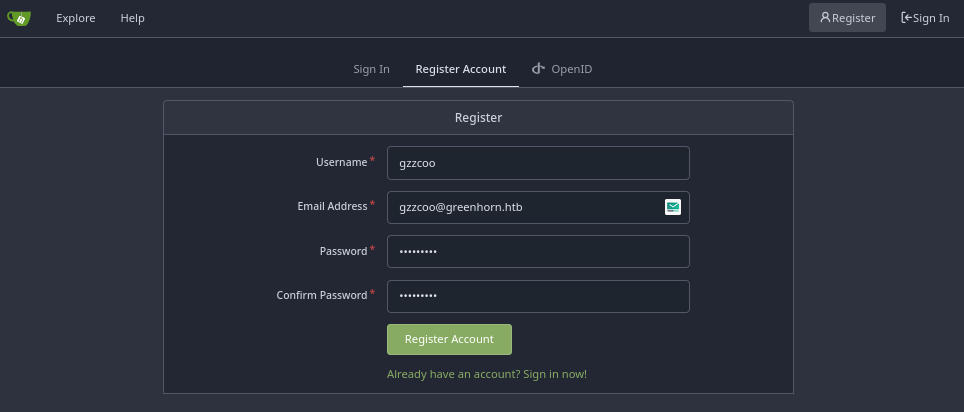 Explore Help Register Sign In
Sign In Register Account OpenID
Register
Username * gzzcoo
Email Address * gzzcoo@greenhorn.htb
Password * •••••••••
Confirm Password * •••••••••
Register Account
Already have an account? Sign in now!